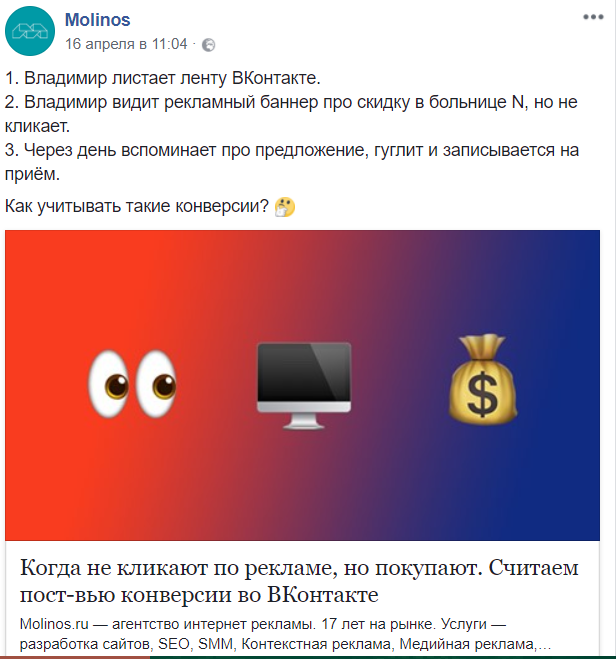 Molinos
16 апреля в 11:04 ·
1. Владимир листает ленту ВКонтакте.
2. Владимир видит рекламный баннер про скидку в больнице N, но не
кликает.
3. Через день вспоминает про предложение, гуглит и записывается на
приём.
Как учитывать такие конверсии?
$
Когда не кликают по рекламе, но покупают. Считаем
пост-вью конверсии во ВКонтакте
Molinos.ru — агентство интернет рекламы. 17 лет на рынке. Услуги —
разработка сайтов, SEO, SMM, Контекстная реклама, Медийная реклама,...